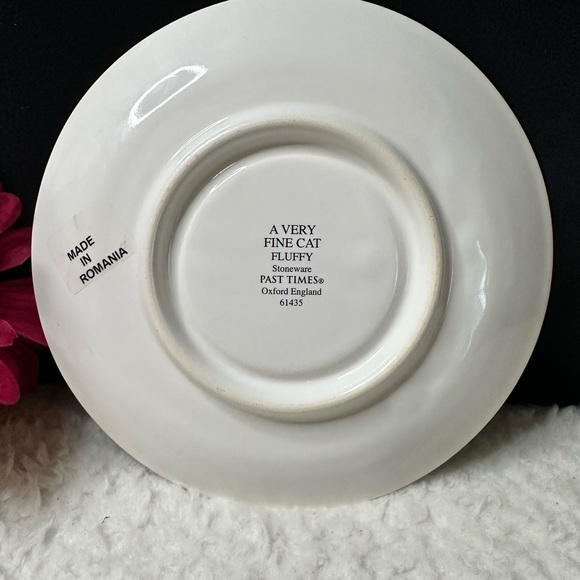 A VERY
FINE CAT
FLUFFY
Stoneware
PAST TIMES®
Oxford England
61435
MADE
IN
ROMANIA